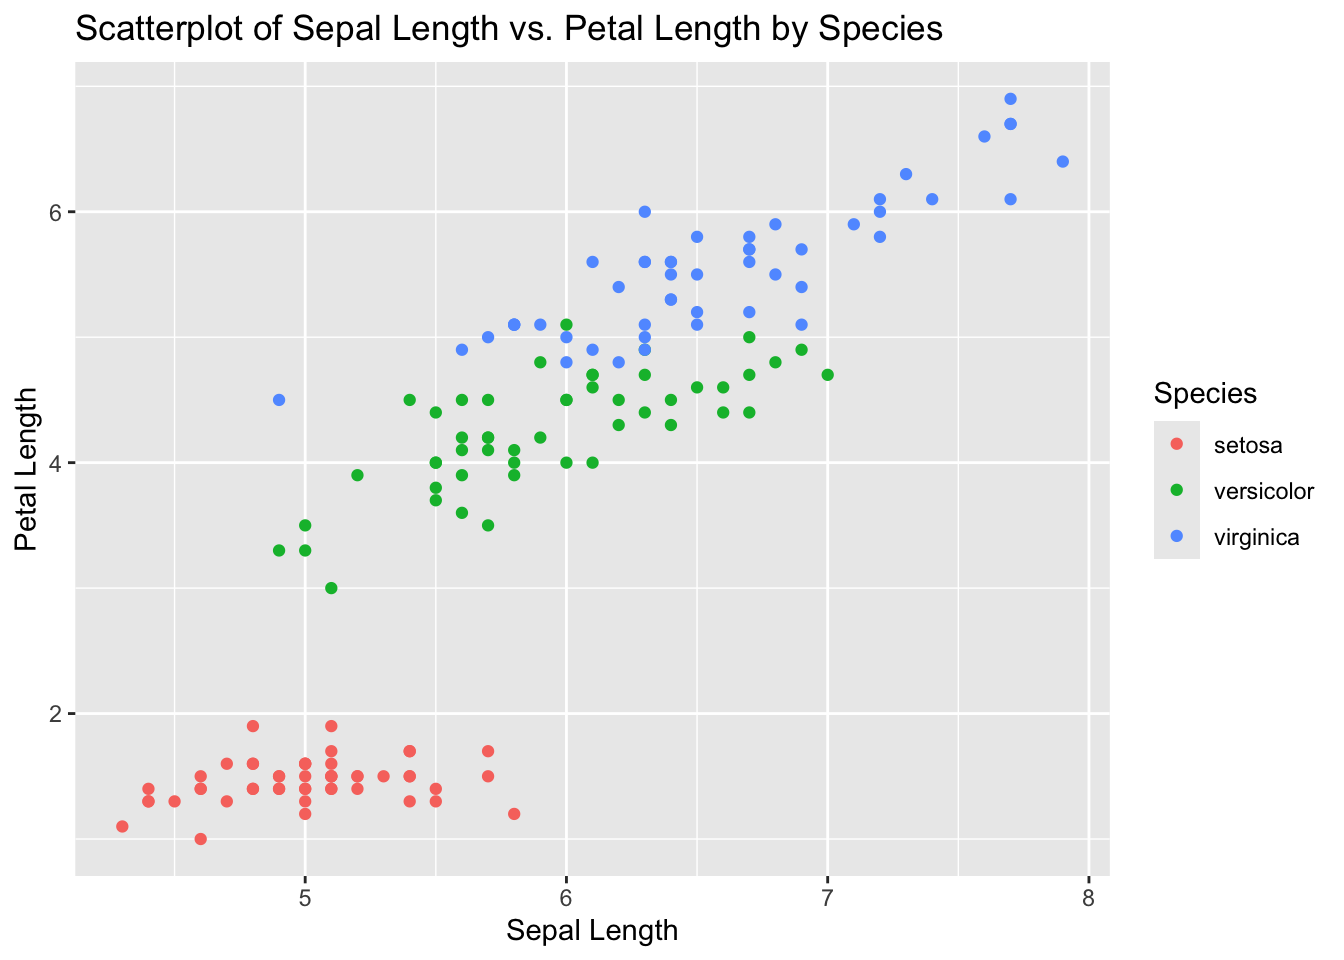 Scatterplot of Sepal Length vs. Petal Length by Species
6
4
2
Petal Length
5
6
7
8
Sepal Length
Species
setosa
versicolor
virginica